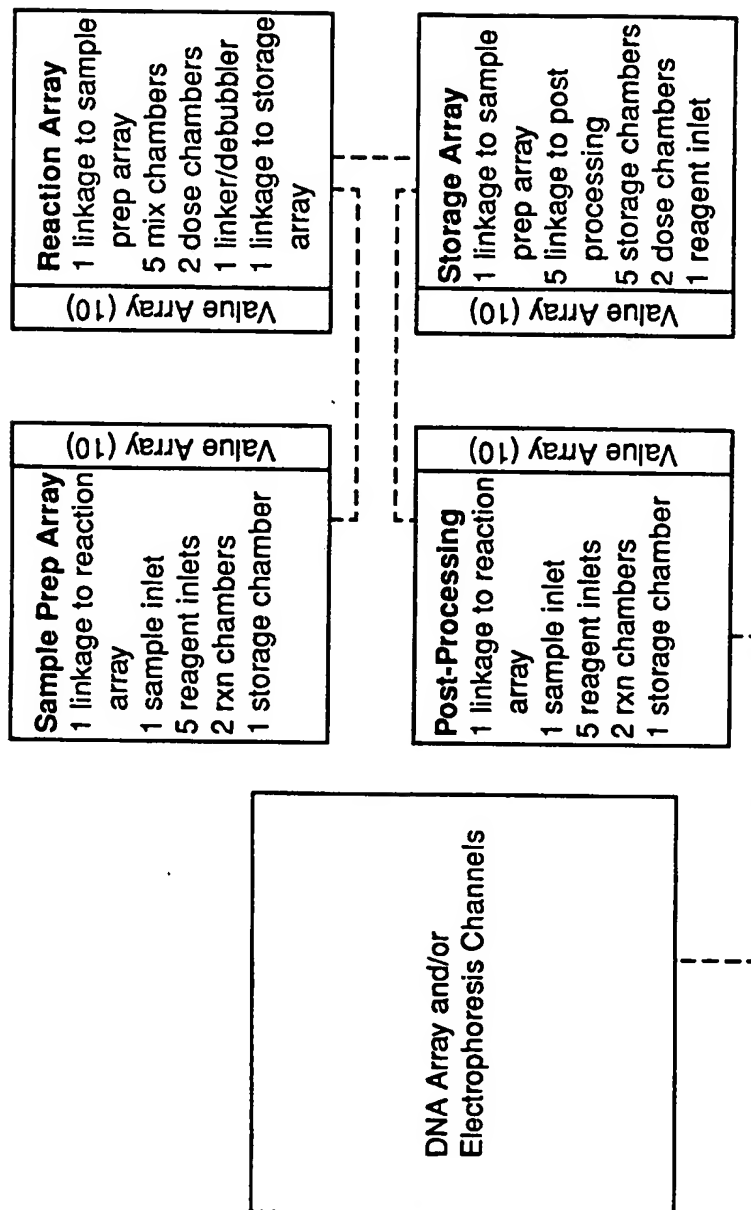 Sample Prep Array
1 linkage to reaction
array
1 sample inlet
5 reagent inlets
2 rxn chambers
1 storage chamber
Value Array (10)
Reaction Array
1 linkage to sample
prep array
5 mix chambers
2 dose chambers
1 linker/debubbler
1 linkage to storage
array
Value Array (10)
DNA Array and/or
Electrophoresis Channels
Post-Processing
1 linkage to reaction
array
1 sample inlet
5 reagent inlets
2 rxn chambers
1 storage chamber
Value Array (10)
Storage Array
1 linkage to sample
prep array
5 linkage to post
processing
5 storage chambers
2 dose chambers
1 reagent inlet
Value Array (10)